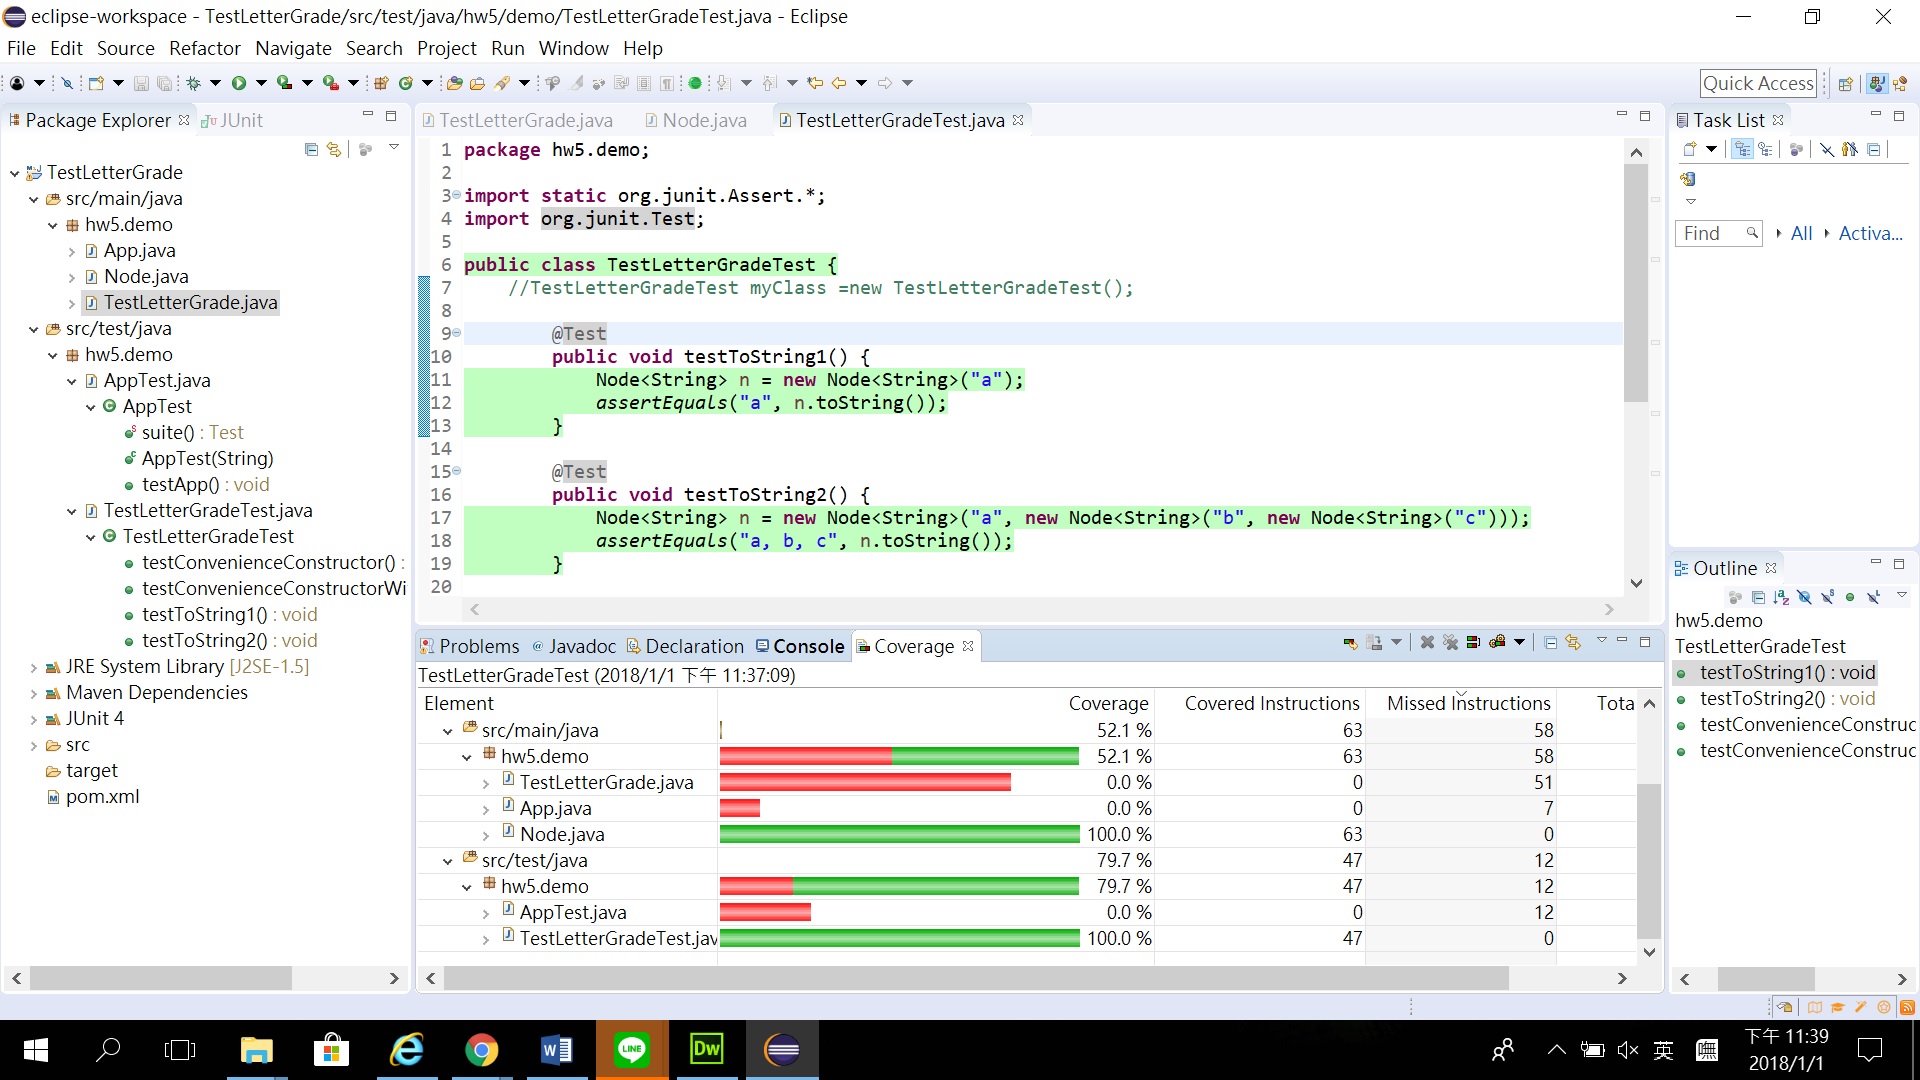 eclipse-workspace - TestLetterGrade/src/test/java/hw5/demo/TestLetterGradeTest.java - Eclipse
File Edit Source Refactor Navigate Search Project Run Window Help
Quick Access
Package Explorer JUnit
TestLetterGrade
src/main/java
hw5.demo
App.java
Node.java
TestLetterGrade.java
src/test/java
hw5.demo
AppTest.java
AppTest
suite() : Test
AppTest(String)
testApp() : void
TestLetterGradeTest.java
TestLetterGradeTest
testConvenienceConstructor() :
testConvenienceConstructorWi
testToString1() : void
testToString2() : void
JRE System Library [J2SE-1.5]
Maven Dependencies
JUnit 4
src
target
pom.xml
TestLetterGrade.java Node.java TestLetterGradeTest.java
1 package hw5.demo;
2
3 import static org.junit.Assert.*;
4 import org.junit.Test;
5
6 public class TestLetterGradeTest {
7 //TestLetterGradeTest myClass =new TestLetterGradeTest();
8
9 @Test
10 public void testToString1() {
11 Node<String> n = new Node<String>("a");
12 assertEquals("a", n.toString());
13 }
14
15 @Test
16 public void testToString2() {
17 Node<String> n = new Node<String>("a", new Node<String>("b", new Node<String>("c")));
18 assertEquals("a, b, c", n.toString());
19 }
20
Problems Javadoc Declaration Console Coverage
TestLetterGradeTest (2018/1/1 下午 11:37:09)
Element Coverage Covered Instructions Missed Instructions Tota
src/main/java 52.1 % 63 58
hw5.demo 52.1 % 63 58
TestLetterGrade.java 0.0 % 0 51
App.java 0.0 % 0 7
Node.java 100.0 % 63 0
src/test/java 79.7 % 47 12
hw5.demo 79.7 % 47 12
AppTest.java 0.0 % 0 12
TestLetterGradeTest.jav 100.0 % 47 0
Task List
Find All Activa...
Outline
hw5.demo
TestLetterGradeTest
testToString1() : void
testToString2() : void
testConvenienceConstruc
testConvenienceConstruc
LINE
Dw
英
下午 11:39
2018/1/1